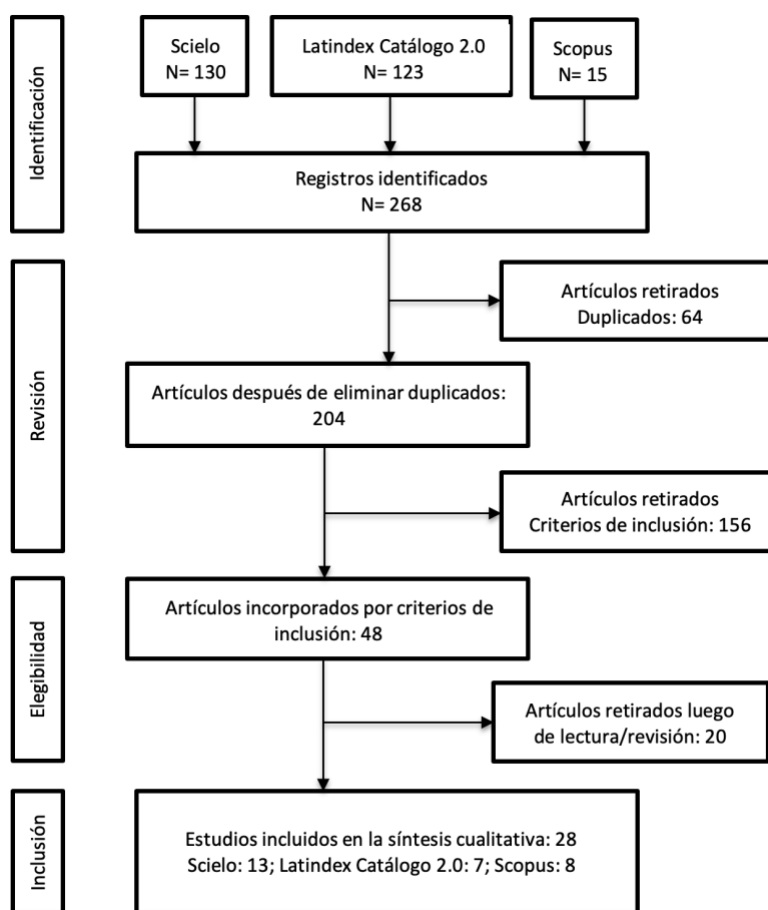 Identificación
Scielo
N= 130
Latindex Catálogo 2.0
N= 123
Scopus
N= 15
Registros identificados
N= 268
Revisión
Artículos retirados
Duplicados: 64
Artículos después de eliminar duplicados:
204
Artículos retirados
Criterios de inclusión: 156
Elegibilidad
Artículos incorporados por criterios de
inclusión: 48
Artículos retirados luego
de lectura/revisión: 20
Inclusión
Estudios incluidos en la síntesis cualitativa: 28
Scielo: 13; Latindex Catálogo 2.0: 7; Scopus: 8